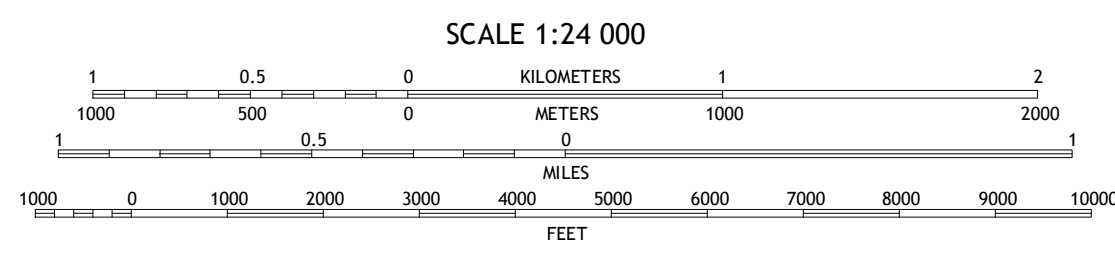 SCALE 1:24 000
1 0.5 0 KILOMETERS 1 2
1000 500 0 METERS 1000 2000
1 0.5 0 1
MILES
1000 0 1000 2000 3000 4000 5000 6000 7000 8000 9000 10000
FEET